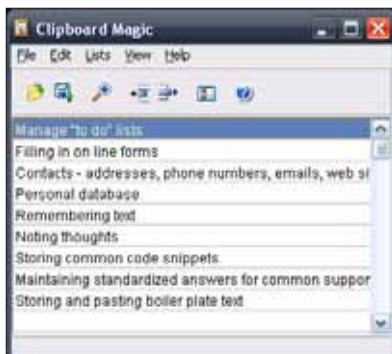 Clipboard Magic
File Edit Lists View Help
Manage "to do" lists
Filling in on line forms
Contacts - addresses, phone numbers, emails, web si
Personal database
Remembering text
Noting thoughts
Storing common code snippets
Maintaining standardized answers for common suppor
Storing and pasting boiler plate text